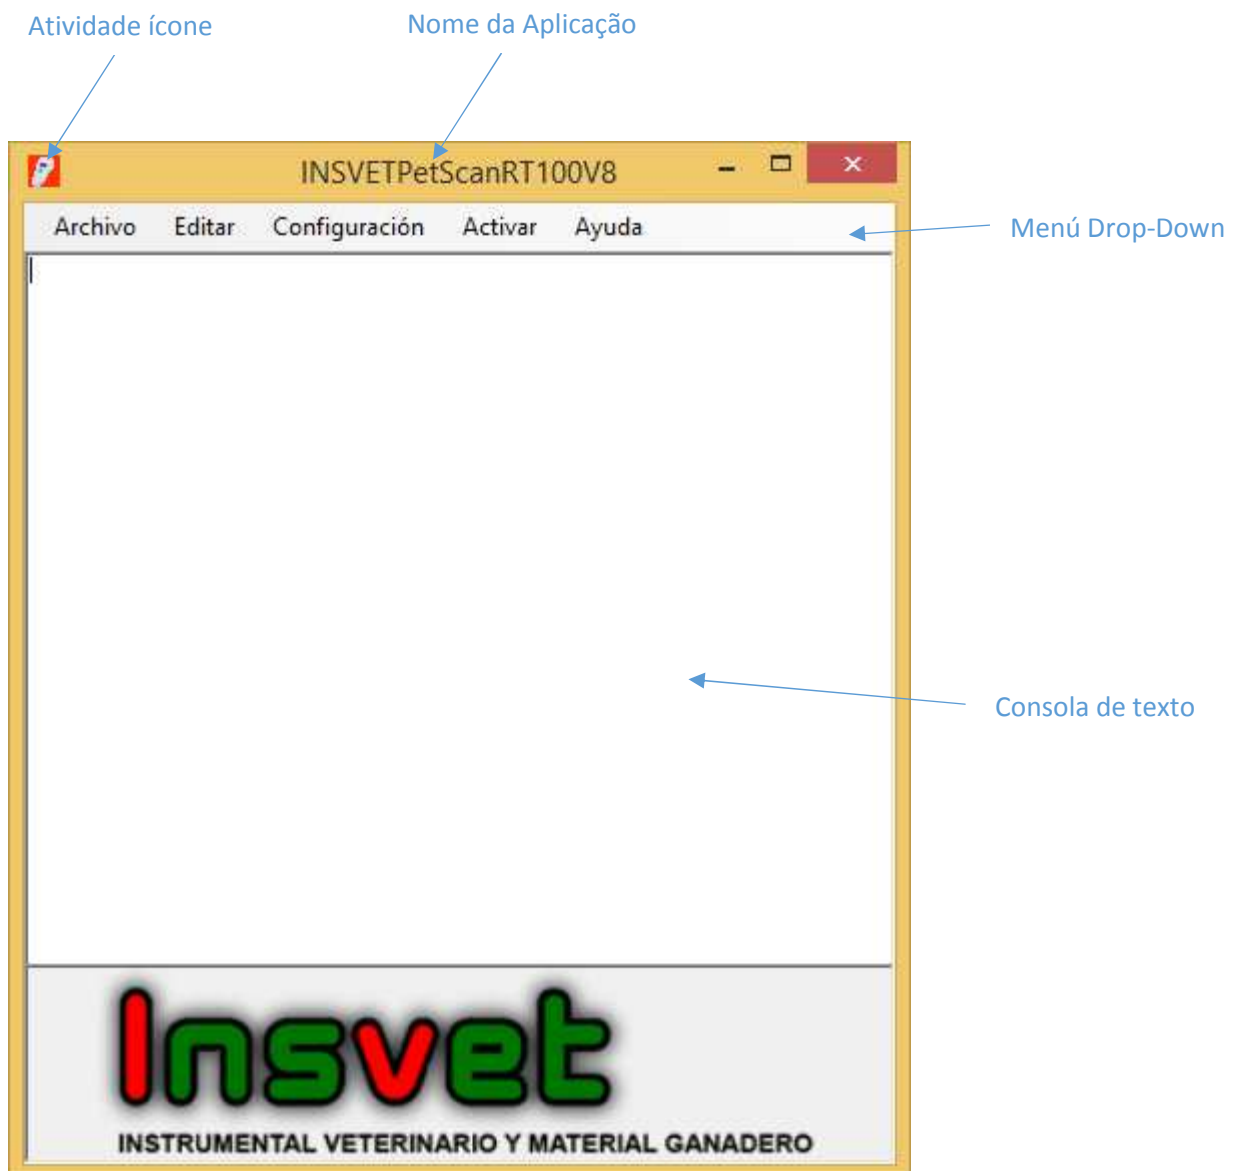 Atividade ícone
Nome da Aplicação
INSVETPetScanRT100V8
Archivo Editar Configuración Activar Ayuda
Menú Drop-Down
Consola de texto
Insvet
INSTRUMENTAL VETERINARIO Y MATERIAL GANADERO